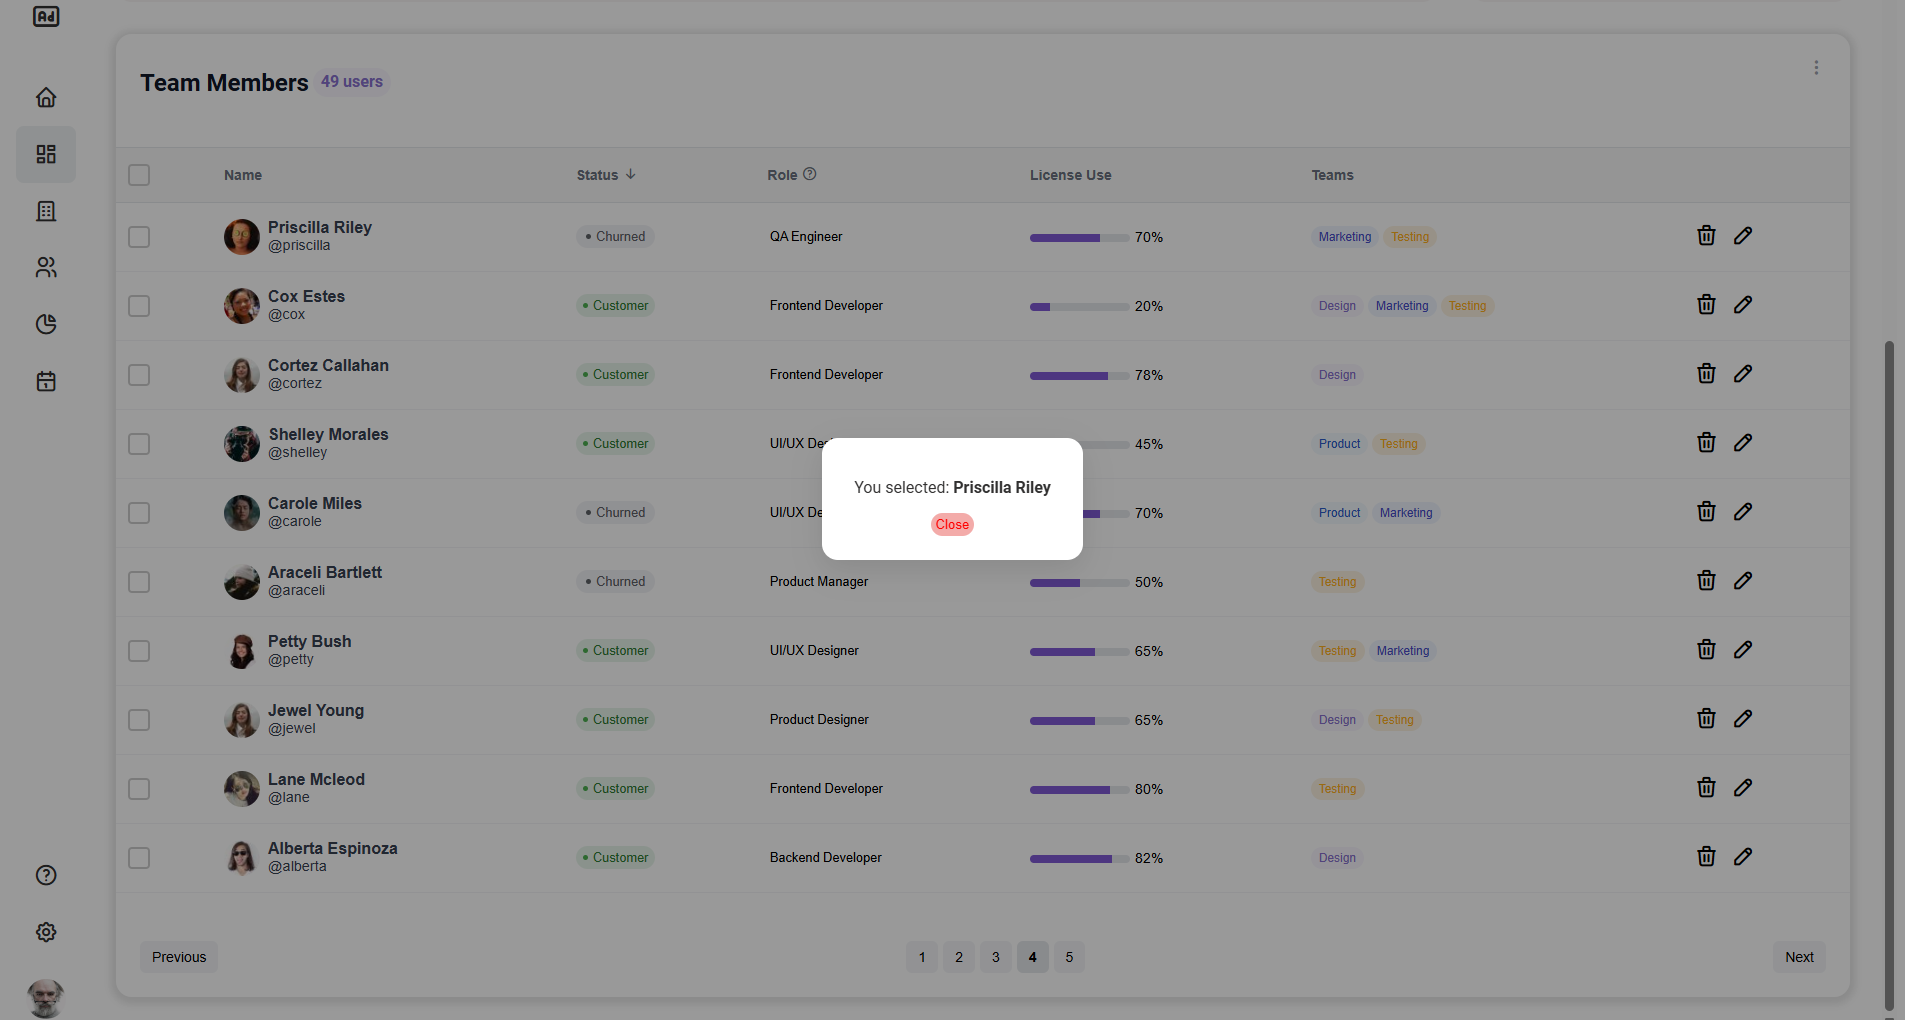 Ad
Team Members 49 users
Name Status Role License Use Teams
Priscilla Riley
@priscilla
Churned QA Engineer 70% Marketing Testing
Cox Estes
@cox
Customer Frontend Developer 20% Design Marketing Testing
Cortez Callahan
@cortez
Customer Frontend Developer 78% Design
Shelley Morales
@shelley
Customer UI/UX 45% Product Testing
You selected: Priscilla Riley
Close
Carole Miles
@carole
Churned UI/UX 70% Product Marketing
Araceli Bartlett
@araceli
Churned Product Manager 50% Testing
Petty Bush
@petty
Customer UI/UX Designer 65% Testing Marketing
Jewel Young
@jewel
Customer Product Designer 65% Design Testing
Lane Mcleod
@lane
Customer Frontend Developer 80% Testing
Alberta Espinoza
@alberta
Customer Backend Developer 82% Design
Previous 1 2 3 4 5 Next